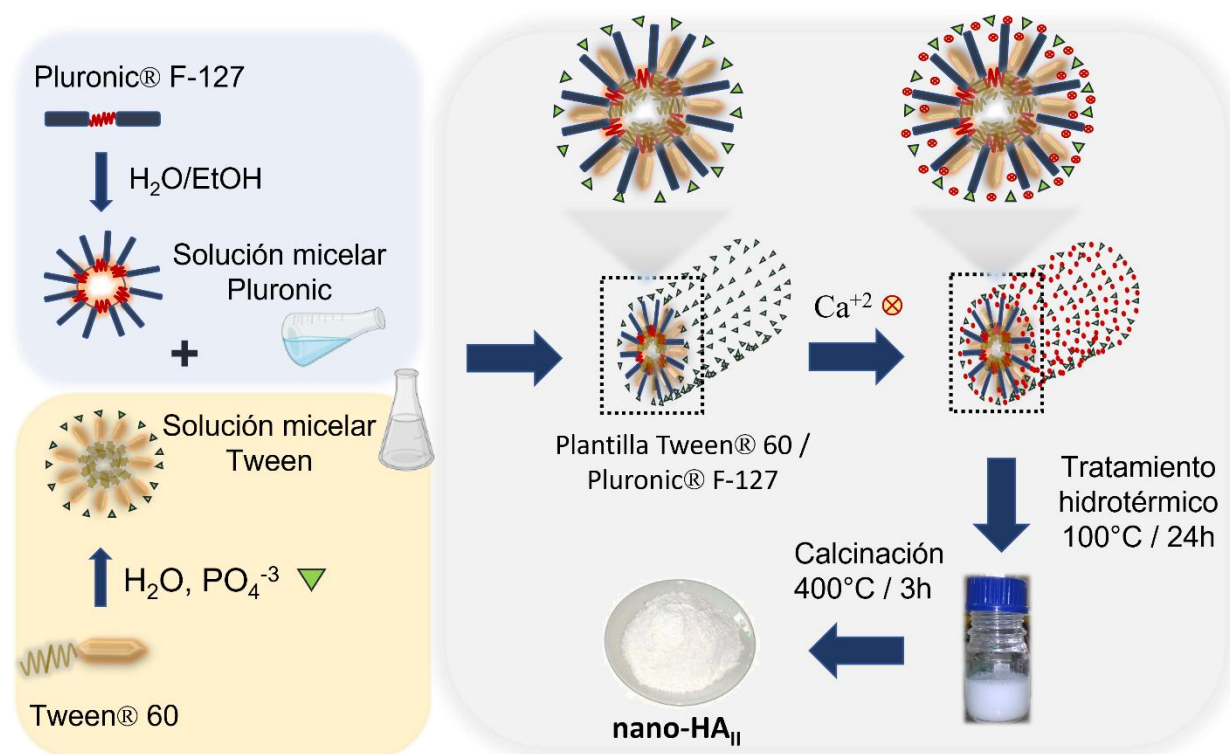 Pluronic® F-127
H₂O/EtOH
Solución micelar
Pluronic
+
Solución micelar
Tween
H₂O, PO₄⁻³
Tween® 60
Plantilla Tween® 60 /
Pluronic® F-127
Ca⁺²
Tratamiento
hidrotérmico
100°C / 24h
Calcinación
400°C / 3h
nano-HAII